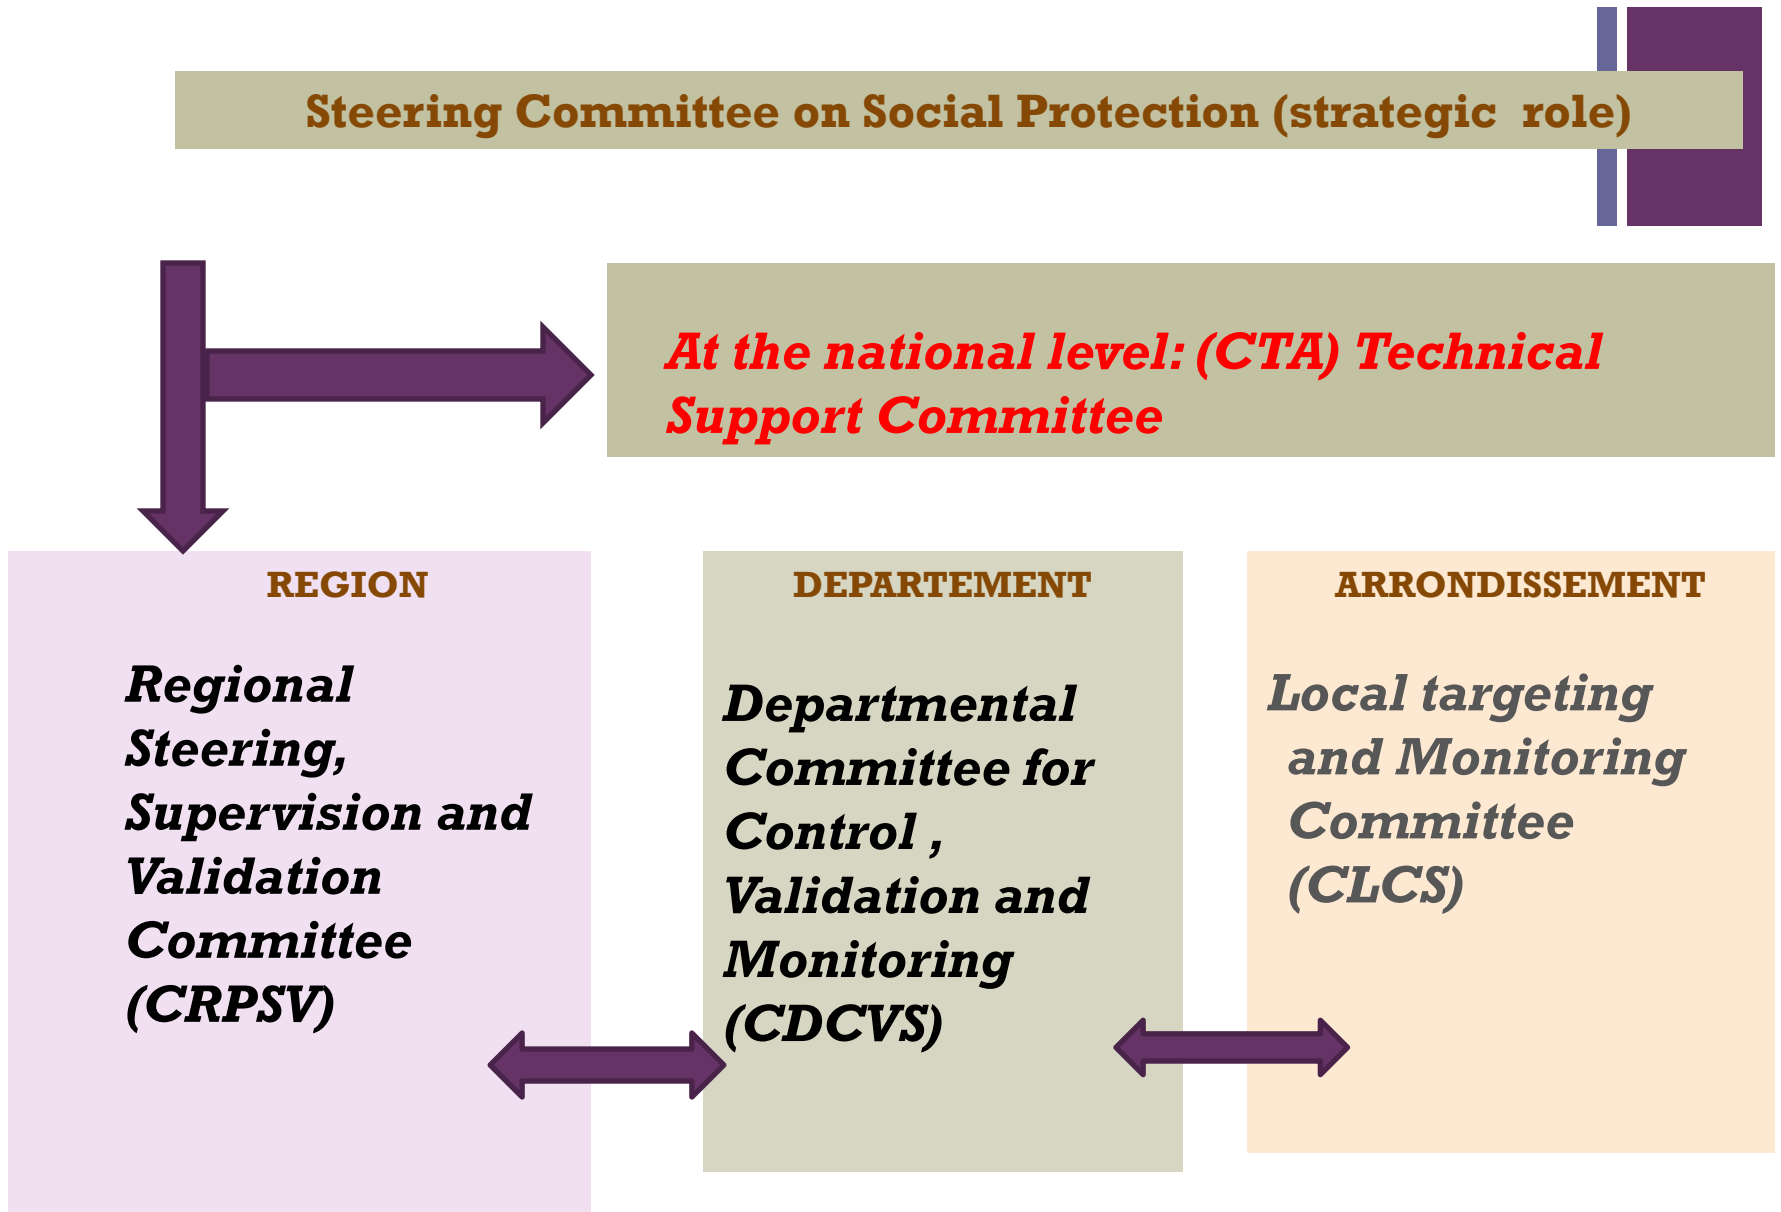 Steering Committee on Social Protection (strategic role)
At the national level: (CTA) Technical
Support Committee
REGION
Regional
Steering,
Supervision and
Validation
Committee
(CRPSV)
DEPARTEMENT
Departmental
Committee for
Control ,
Validation and
Monitoring
(CDCVS)
ARRONDISSEMENT
Local targeting
and Monitoring
Committee
(CLCS)